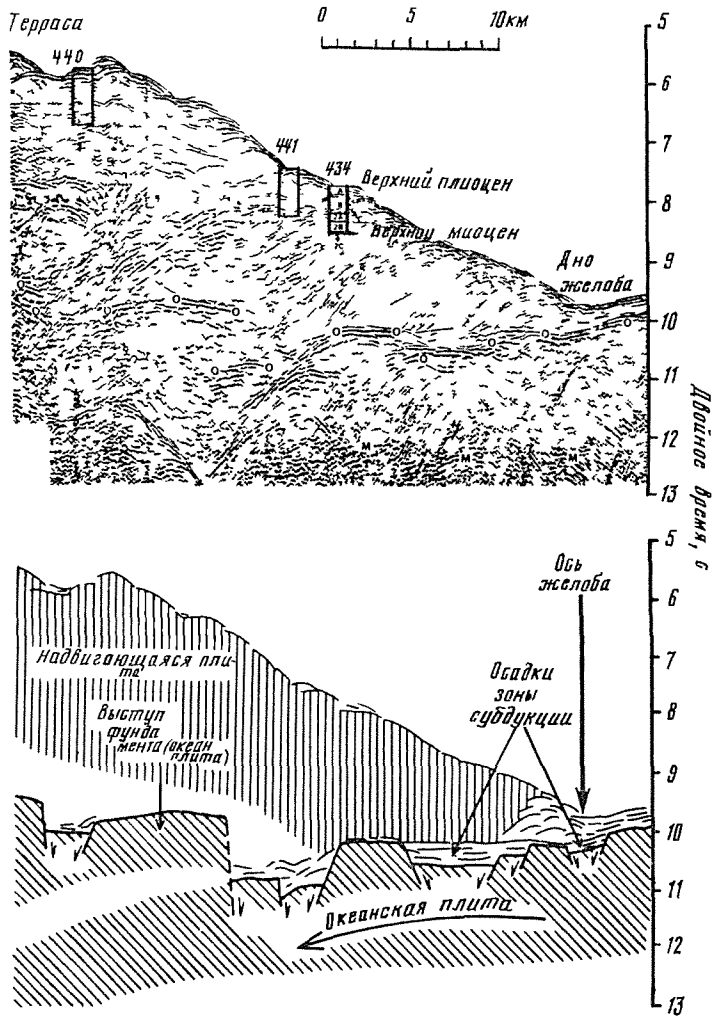 Терраса
0 5 10км
440
441
434
Верхний плиоцен
Верхний миоцен
Дно
желоба
А
О О О О О О О О О О О О
М М М
5
6
7
8
9
10
11
12
13
Двойное время, с
Ось
желоба
Надвигающаяся пли-
та
Осадки
зоны
субдукции
Выступ
фунда
мента (океан
плита)
Океанская плита
5
6
7
8
9
10
11
12
13